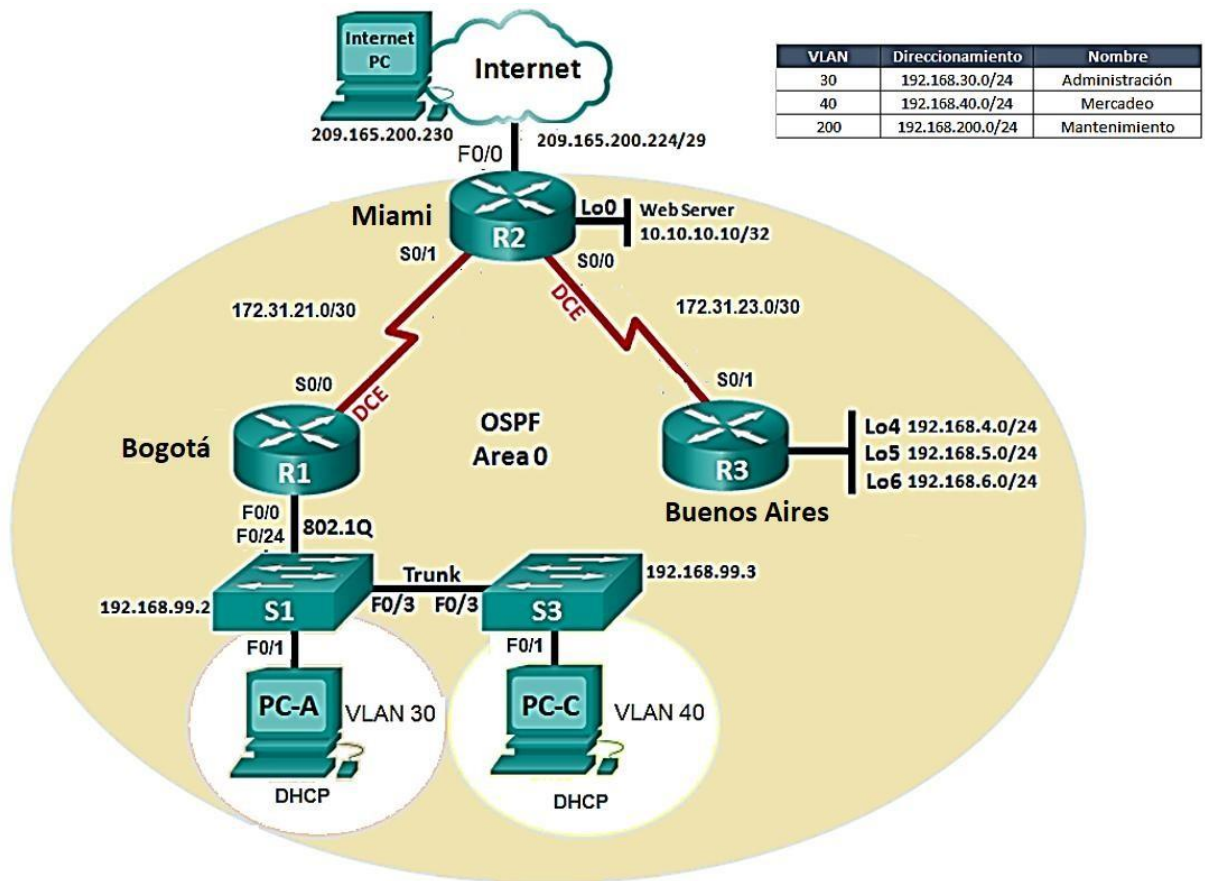 Internet PC
Internet
209.165.200.230
209.165.200.224/29
F0/0
VLAN Direccionamiento Nombre
30 192.168.30.0/24 Administración
40 192.168.40.0/24 Mercadeo
200 192.168.200.0/24 Mantenimiento
Miami
R2
Lo0
Web Server
10.10.10.10/32
S0/1
S0/0
DCE
172.31.21.0/30
172.31.23.0/30
S0/0
DCE
S0/1
Bogotá
R1
OSPF
Area 0
R3
Buenos Aires
Lo4 192.168.4.0/24
Lo5 192.168.5.0/24
Lo6 192.168.6.0/24
F0/0
F0/24
802.1Q
Trunk
192.168.99.2
S1
F0/3
F0/3
S3
192.168.99.3
F0/1
F0/1
PC-A
VLAN 30
PC-C
VLAN 40
DHCP
DHCP